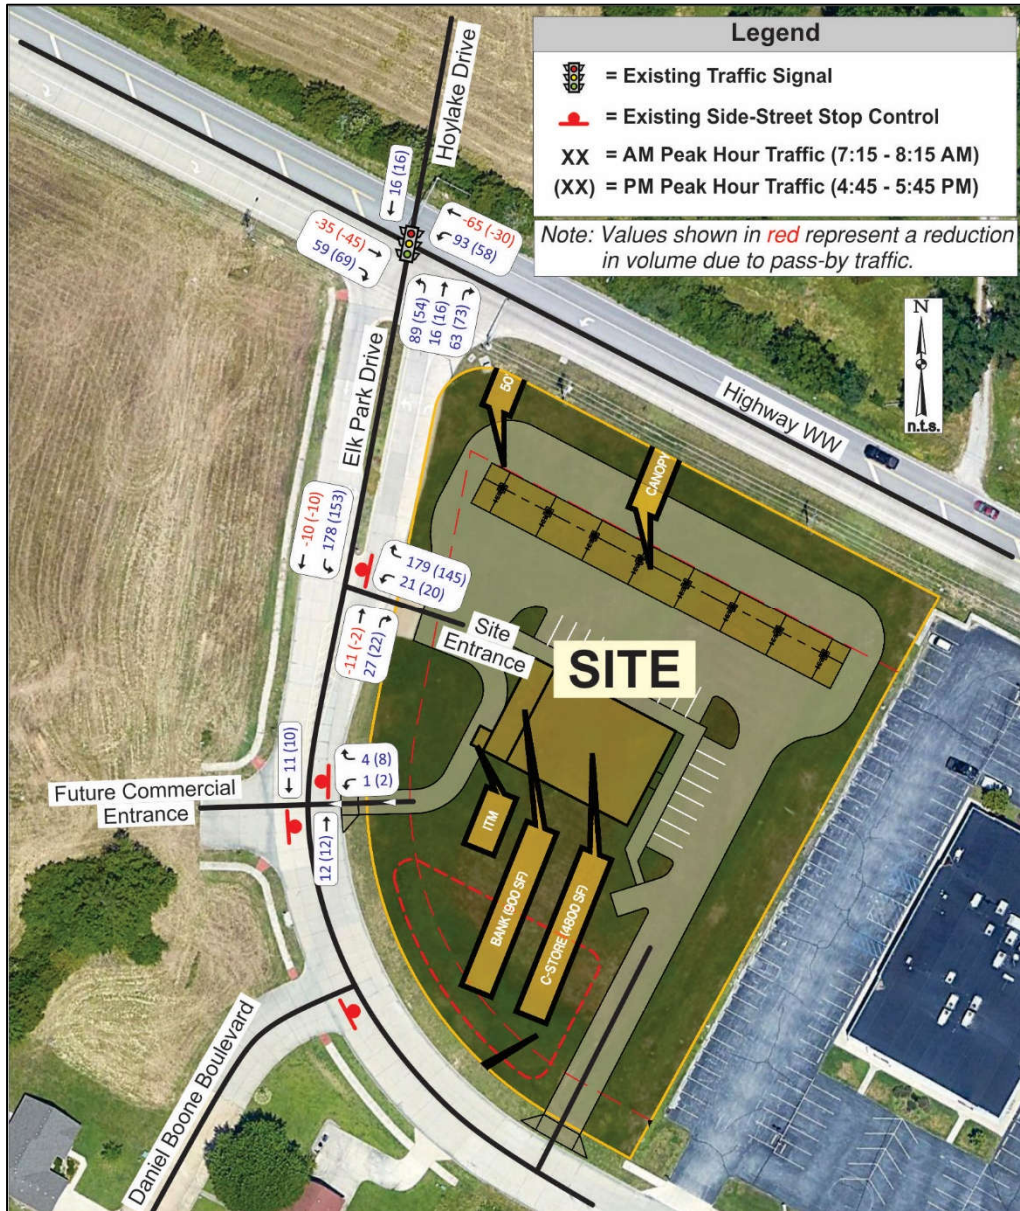 Legend
= Existing Traffic Signal
= Existing Side-Street Stop Control
XX = AM Peak Hour Traffic (7:15 - 8:15 AM)
(XX) = PM Peak Hour Traffic (4:45 - 5:45 PM)
Note: Values shown in red represent a reduction
in volume due to pass-by traffic.
N
n.t.s.
Hoylake Drive
16 (16)
-35 (-45)
59 (69)
-65 (-30)
93 (58)
89 (54)
16 (16)
63 (73)
Highway WW
Elk Park Drive
50'
CANOPY
-10 (-10)
178 (153)
179 (145)
21 (20)
-11 (-2)
27 (22)
Site
Entrance
SITE
11 (10)
4 (8)
1 (2)
Future Commercial
Entrance
12 (12)
ITM
BANK (900 SF)
C-STORE (4800 SF)
Daniel Boone Boulevard